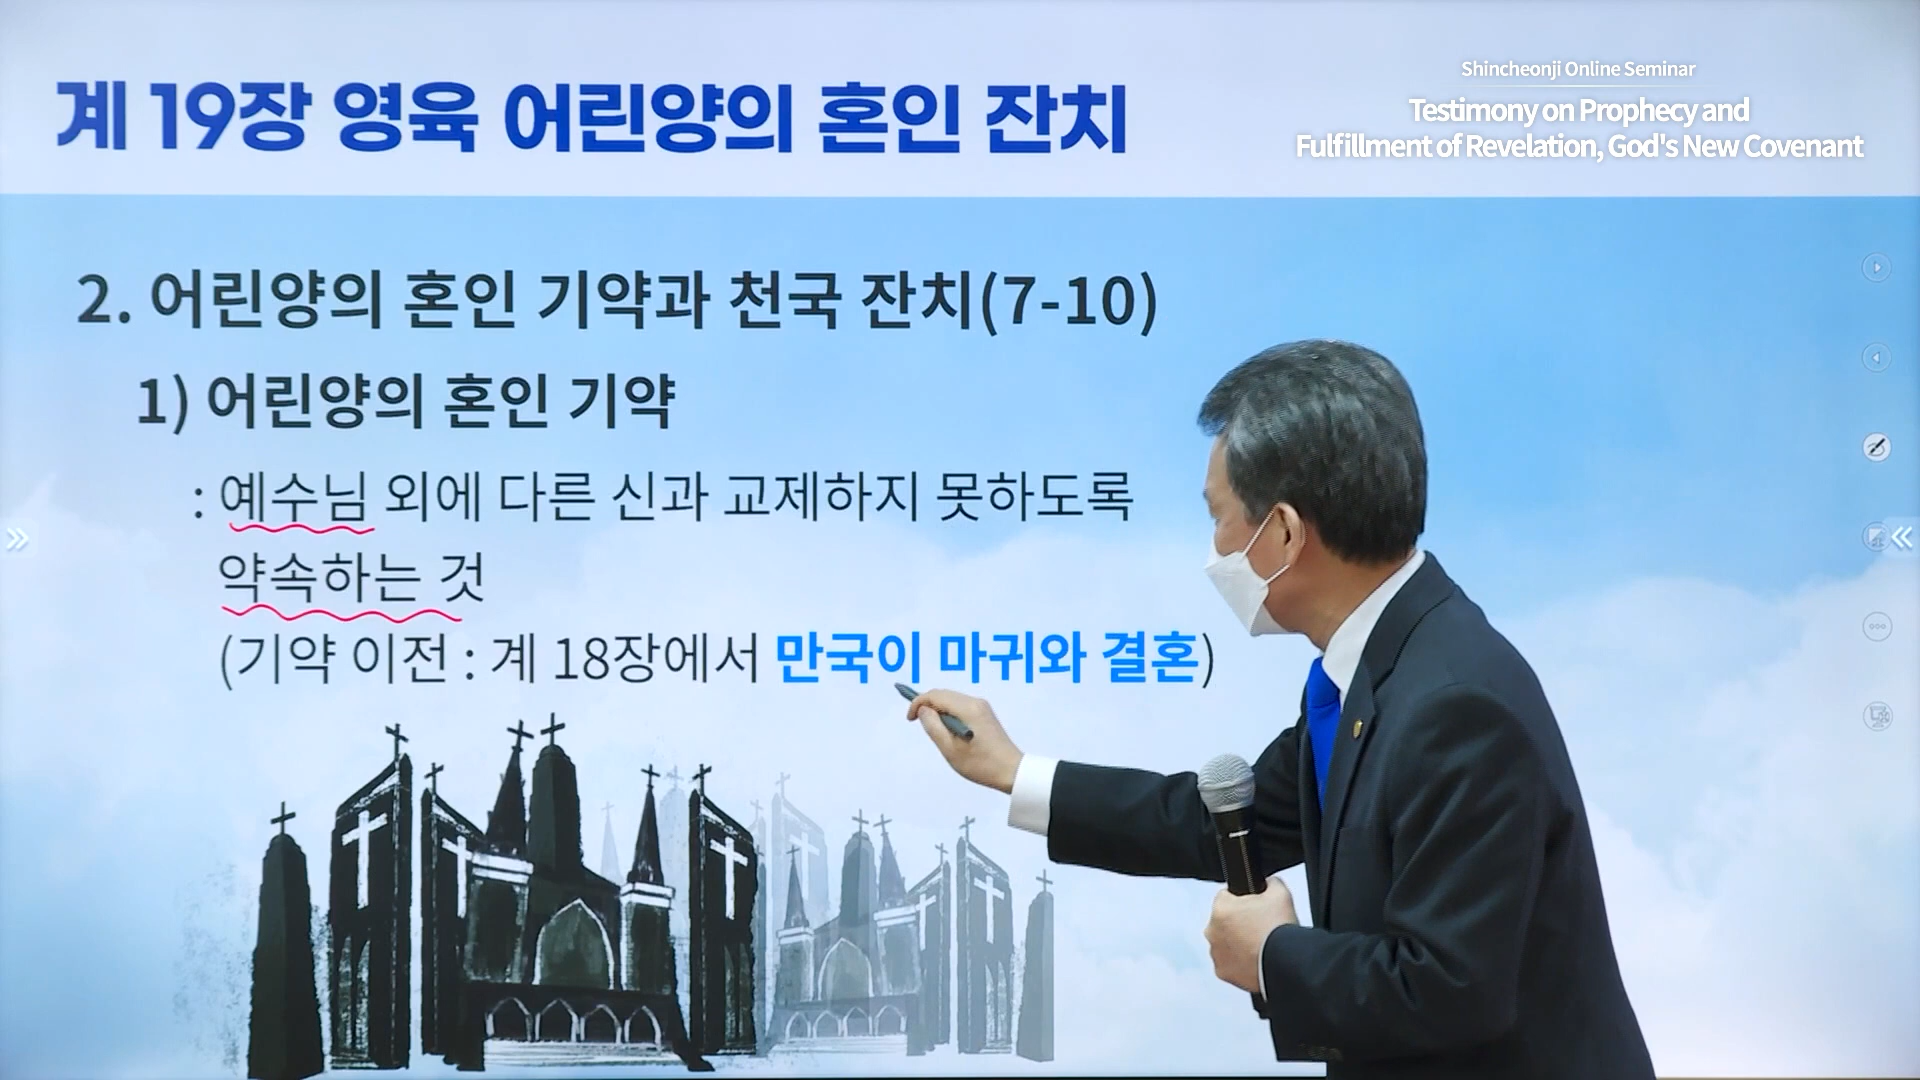 계 19장 영육 어린양의 혼인 잔치
Shincheonji Online Seminar
Testimony on Prophecy and
Fulfillment of Revelation, God's New Covenant
2. 어린양의 혼인 기약과 천국 잔치(7-10)
1) 어린양의 혼인 기약
: 예수님 외에 다른 신과 교제하지 못하도록
약속하는 것
(기약 이전 : 계 18장에서 만국이 마귀와 결혼)